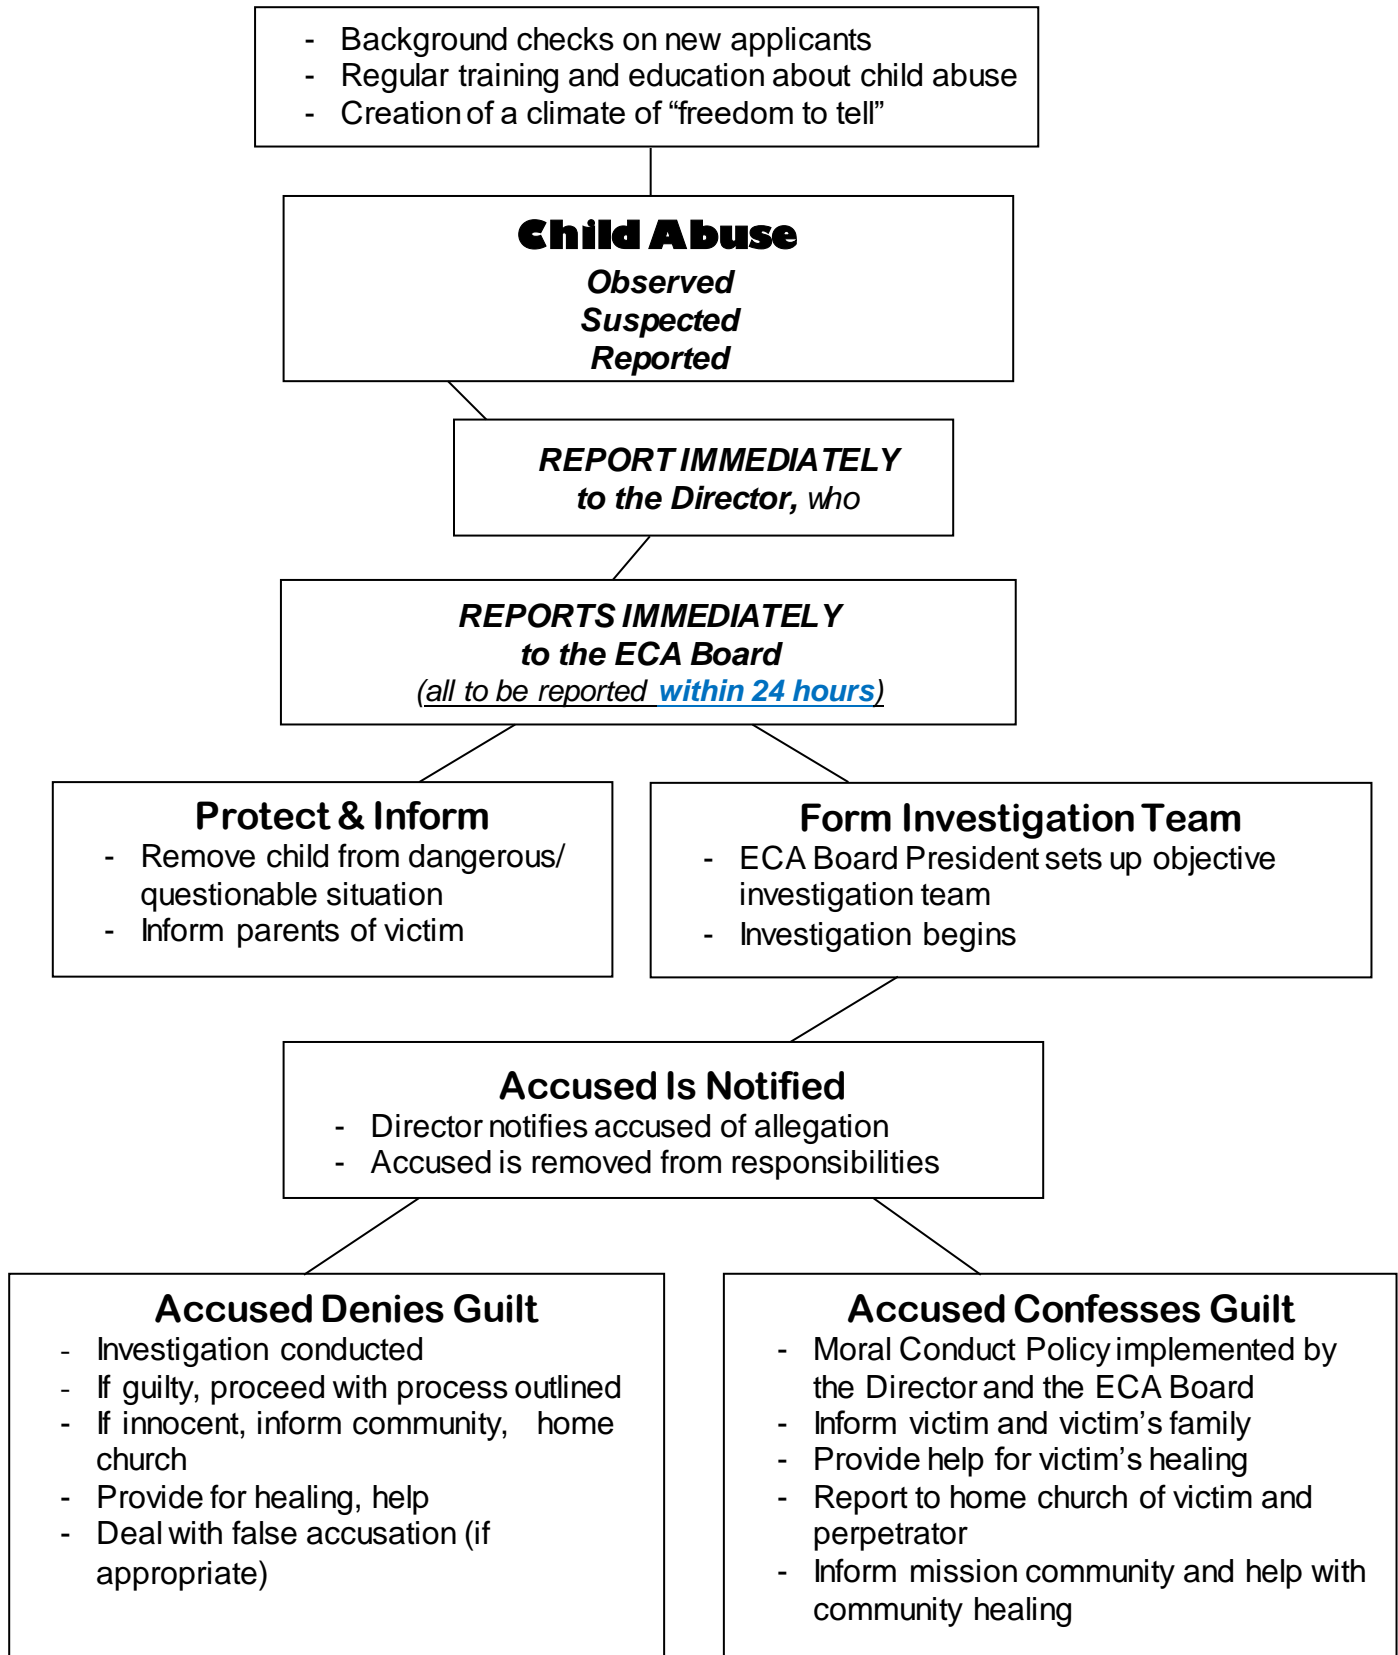 - Background checks on new applicants
- Regular training and education about child abuse
- Creation of a climate of “freedom to tell”
Child Abuse
Observed
Suspected
Reported
REPORT IMMEDIATELY
to the Director, who
REPORTS IMMEDIATELY
to the ECA Board
(all to be reported within 24 hours)
Protect & Inform
- Remove child from dangerous/
questionable situation
- Inform parents of victim
Form Investigation Team
- ECA Board President sets up objective
investigation team
- Investigation begins
Accused Is Notified
- Director notifies accused of allegation
- Accused is removed from responsibilities
Accused Denies Guilt
- Investigation conducted
- If guilty, proceed with process outlined
- If innocent, inform community, home
church
- Provide for healing, help
- Deal with false accusation (if
appropriate)
Accused Confesses Guilt
- Moral Conduct Policy implemented by
the Director and the ECA Board
- Inform victim and victim’s family
- Provide help for victim’s healing
- Report to home church of victim and
perpetrator
- Inform mission community and help with
community healing